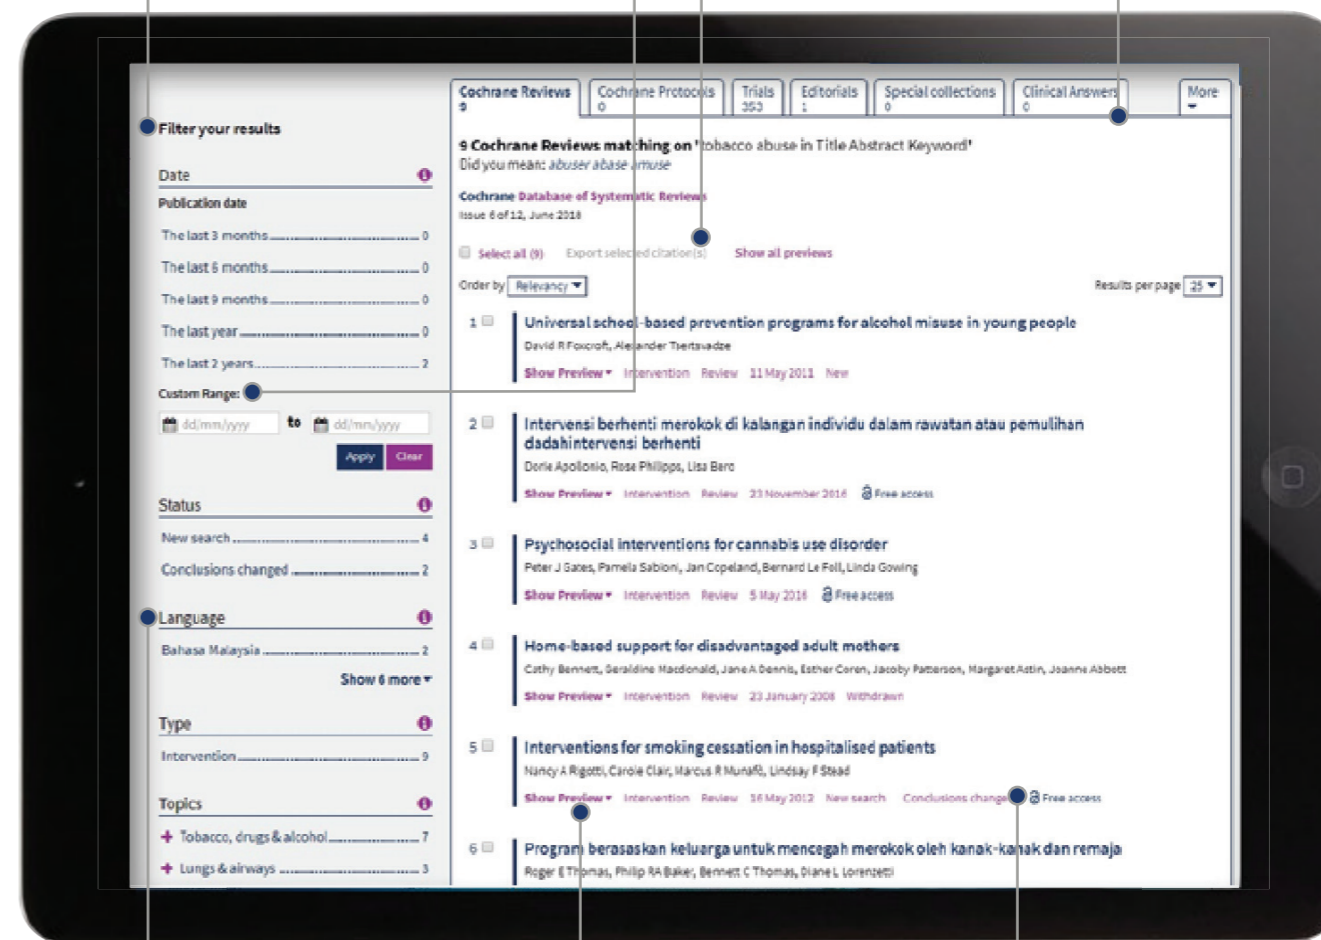 Filter your results
Date
Publication date
The last 3 months 0
The last 6 months 0
The last 9 months 0
The last year 0
The last 2 years 2
Custom Range:
dd/mm/yyyy to dd/mm/yyyy
Apply Clear
Status
New search 4
Conclusions changed 2
Language
Bahasa Malaysia 2
Show 6 more
Type
Intervention 9
Topics
+ Tobacco, drugs & alcohol 7
+ Lungs & airways 3
Cochrane Reviews Cochrane Protocols Trials Editorials Special collections Clinical Answers More
9 0 353 1 0 0
9 Cochrane Reviews matching on 'tobacco abuse in Title Abstract Keyword'
Did you mean: abuser abase amuse
Cochrane Database of Systematic Reviews
Issue 6 of 12, June 2018
Select all (9) Export selected citation(s) Show all previews
Order by Relevancy Results per page 25
1 Universal school-based prevention programs for alcohol misuse in young people
David R Foxcroft, Alexander Tsertsvadze
Show Preview Intervention Review 11 May 2011 New
2 Intervensi berhenti merokok di kalangan individu dalam rawatan atau pemulihan
dadahintervensi berhenti
Dorie Apollonio, Rose Philipps, Lisa Bero
Show Preview Intervention Review 23 November 2016 Free access
3 Psychosocial interventions for cannabis use disorder
Peter J Gates, Pamela Sabioni, Jan Copeland, Bernard Le Foll, Linda Gowing
Show Preview Intervention Review 5 May 2016 Free access
4 Home-based support for disadvantaged adult mothers
Cathy Bennett, Geraldine Macdonald, Jane A Dennis, Esther Coren, Jacoby Patterson, Margaret Astin, Joanne Abbott
Show Preview Intervention Review 23 January 2008 Withdrawn
5 Interventions for smoking cessation in hospitalised patients
Nancy A Rigotti, Carole Clair, Marcus R Munafò, Lindsay F Stead
Show Preview Intervention Review 16 May 2012 New search Conclusions change Free access
6 Program berasaskan keluarga untuk mencegah merokok oleh kanak-kanak dan remaja
Roger E Thomas, Philip RA Baker, Bennett C Thomas, Diane L Lorenzetti